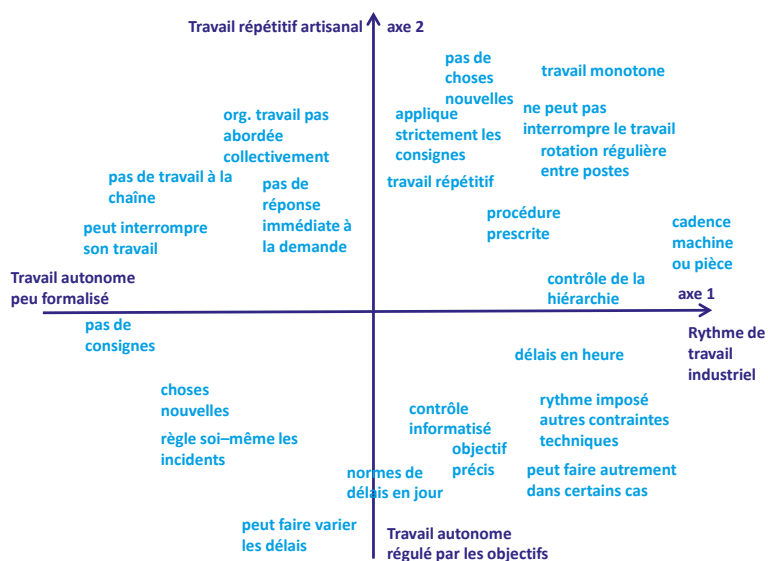 Travail répétitif artisanal
axe 2
pas de
choses
nouvelles
travail monotone
org. travail pas
abordée
collectivement
applique
strictement les
consignes
ne peut pas
interrompre le travail
rotation régulière
entre postes
pas de travail à la
chaîne
pas de
réponse
immédiate à
la demande
travail répétitif
peut interrompre
son travail
procédure
prescrite
cadence
machine
ou pièce
Travail autonome
peu formalisé
contrôle de la
hiérarchie
axe 1
pas de
consignes
Rythme de
travail
industriel
délais en heure
choses
nouvelles
rythme imposé
autres contraintes
techniques
contrôle
informatisé
règle soi–même les
incidents
objectif
précis
normes de
délais en jour
peut faire autrement
dans certains cas
peut faire varier
les délais
Travail autonome
régulé par les objectifs